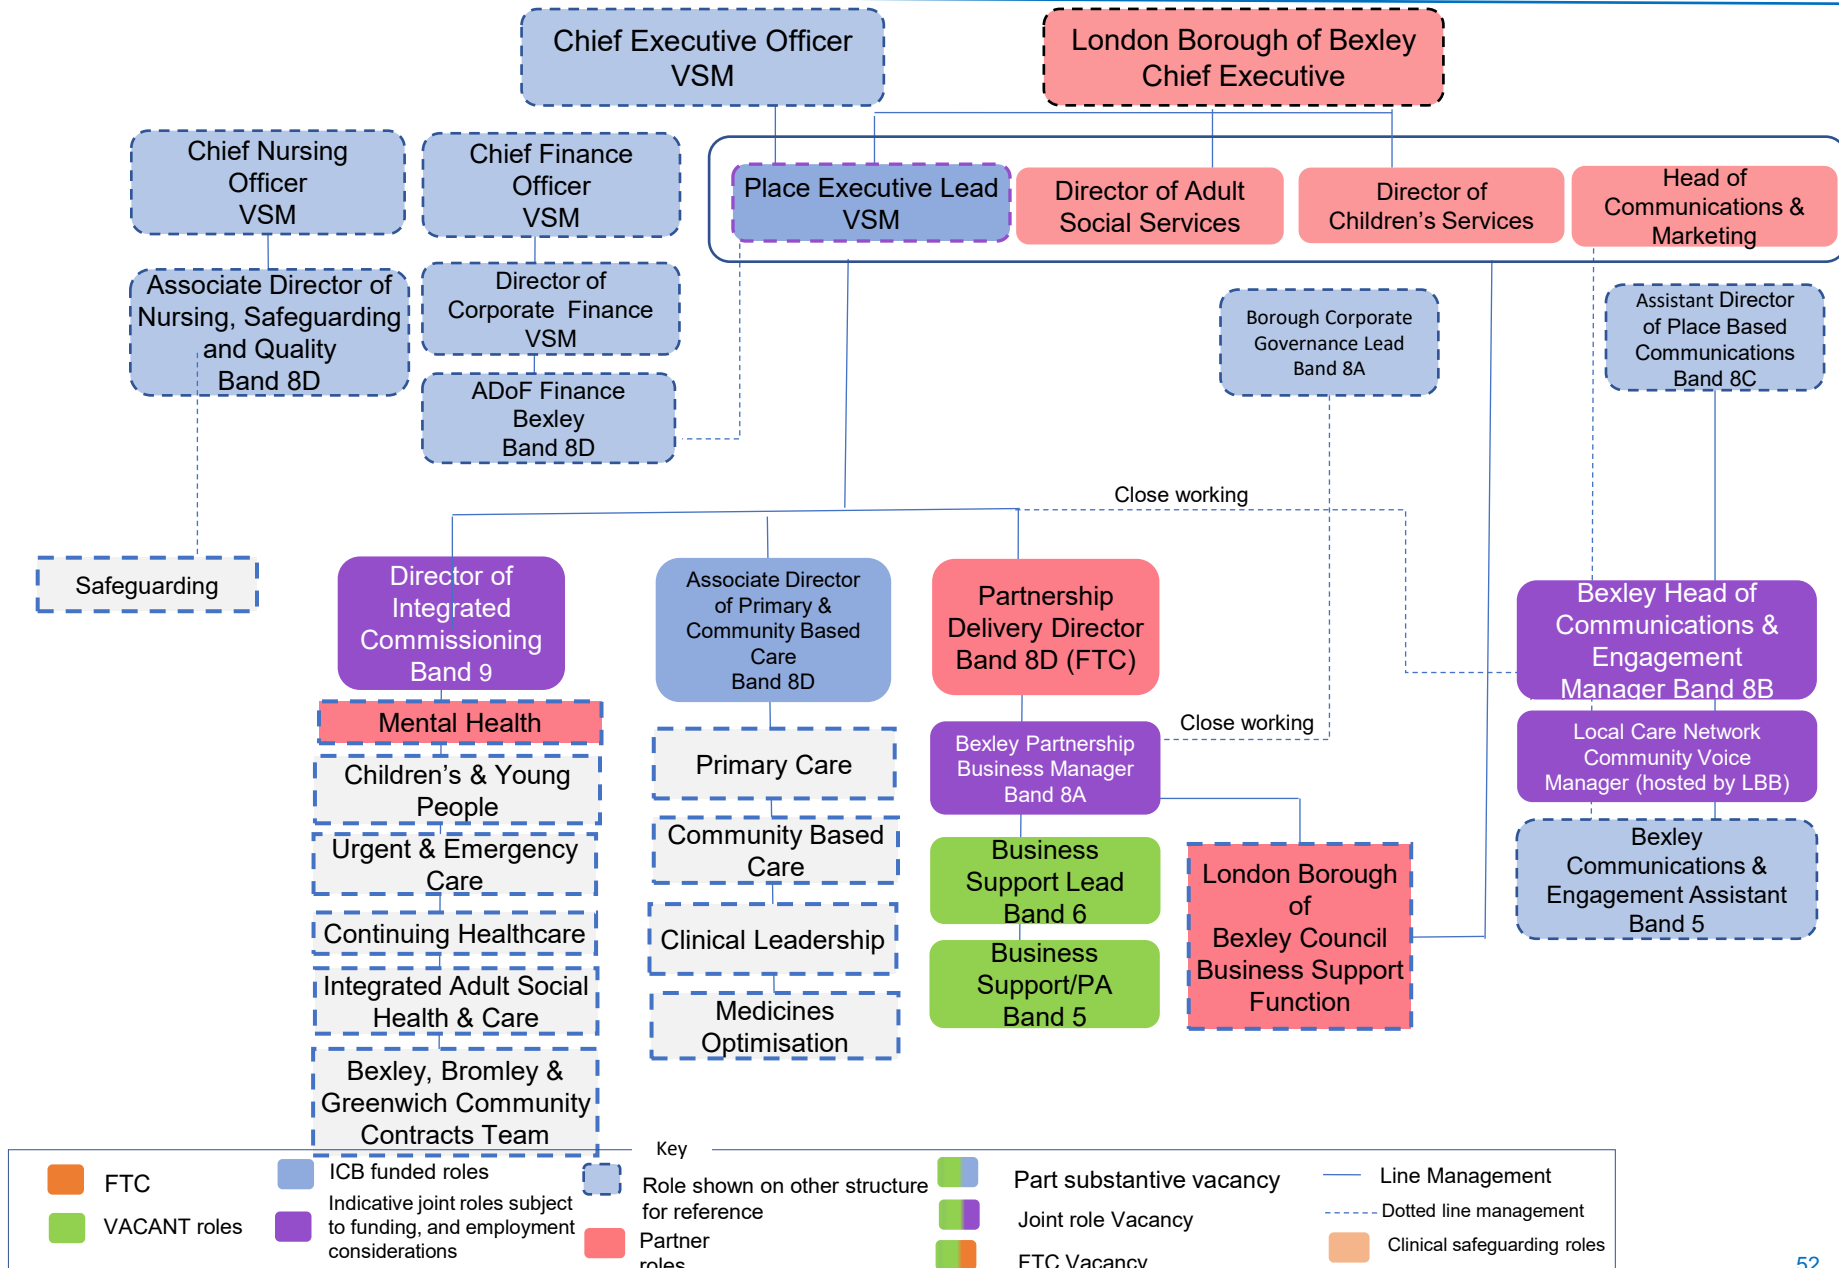 Chief Executive Officer
VSM
London Borough of Bexley
Chief Executive
Chief Nursing
Officer
VSM
Chief Finance
Officer
VSM
Place Executive Lead
VSM
Director of Adult
Social Services
Director of
Children’s Services
Head of
Communications &
Marketing
Associate Director of
Nursing, Safeguarding
and Quality
Band 8D
Director of
Corporate Finance
VSM
ADoF Finance
Bexley
Band 8D
Borough Corporate
Governance Lead
Band 8A
Assistant Director
of Place Based
Communications
Band 8C
Close working
Safeguarding
Director of
Integrated
Commissioning
Band 9
Associate Director
of Primary &
Community Based
Care
Band 8D
Partnership
Delivery Director
Band 8D (FTC)
Bexley Head of
Communications &
Engagement
Manager Band 8B
Mental Health
Children’s & Young
People
Urgent & Emergency
Care
Continuing Healthcare
Integrated Adult Social
Health & Care
Bexley, Bromley &
Greenwich Community
Contracts Team
Primary Care
Community Based
Care
Clinical Leadership
Medicines
Optimisation
Close working
Bexley Partnership
Business Manager
Band 8A
Business
Support Lead
Band 6
Business
Support/PA
Band 5
London Borough
of
Bexley Council
Business Support
Function
Local Care Network
Community Voice
Manager (hosted by LBB)
Bexley
Communications &
Engagement Assistant
Band 5
Key
FTC
VACANT roles
ICB funded roles
Indicative joint roles subject
to funding, and employment
considerations
Role shown on other structure
for reference
Partner
roles
Part substantive vacancy
Joint role Vacancy
FTC Vacancy
Line Management
Dotted line management
Clinical safeguarding roles
52